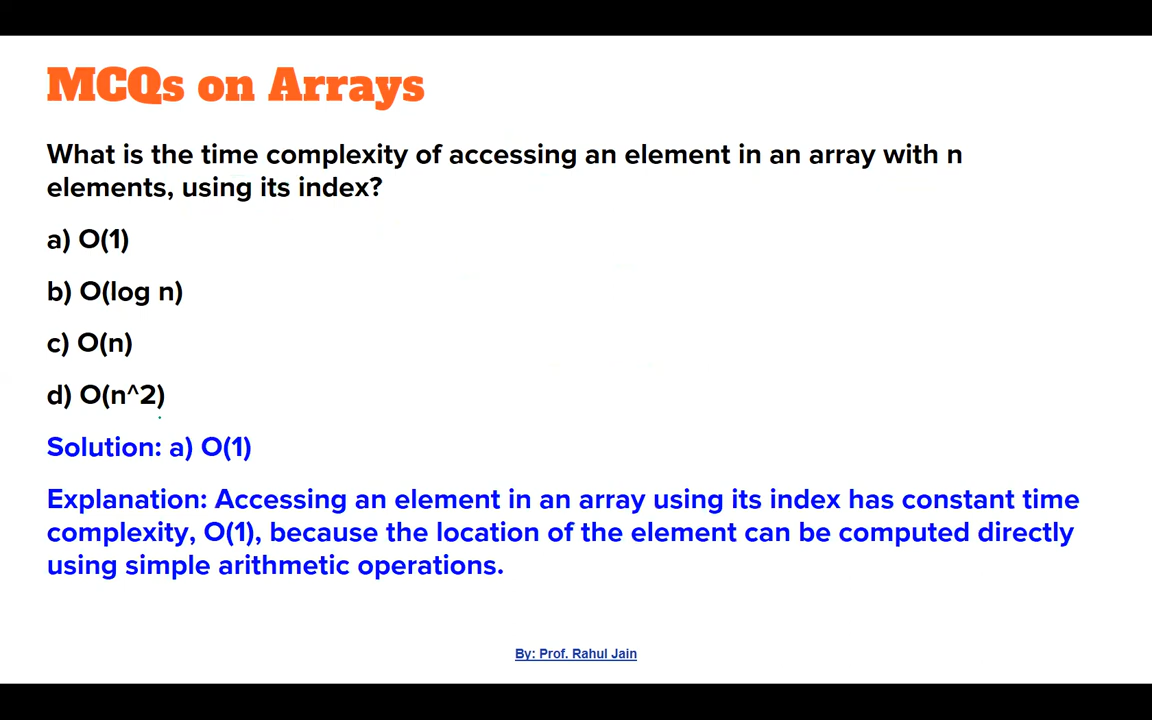 MCQs on Arrays
What is the time complexity of accessing an element in an array with n
elements, using its index?
a) O(1)
b) O(log n)
c) O(n)
d) O(n^2)
Solution: a) O(1)
Explanation: Accessing an element in an array using its index has constant time
complexity, O(1), because the location of the element can be computed directly
using simple arithmetic operations.
By: Prof. Rahul Jain